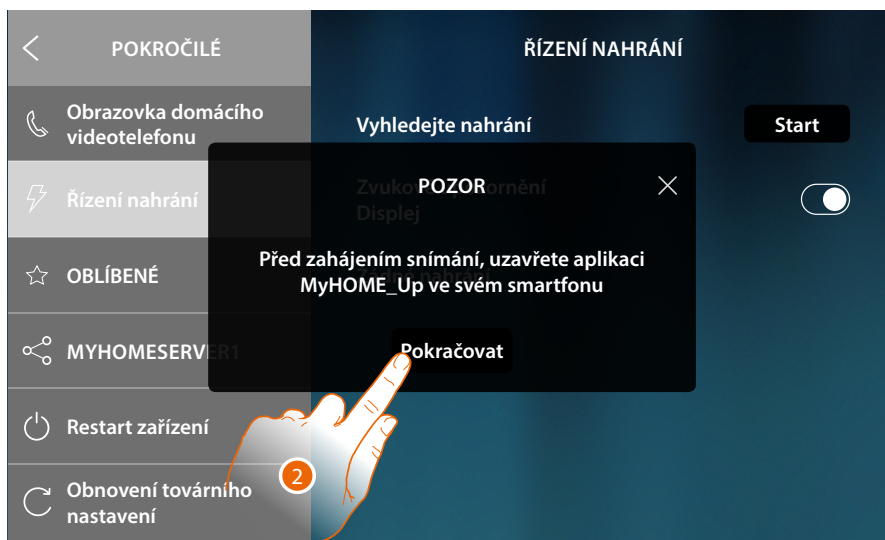 POKROČILÉ
ŘÍZENÍ NAHRÁNÍ
Obrazovka domácího
videotelefonu
Řízení nahrání
OBLÍBENÉ
MYHOMESERVER1
Restart zařízení
Obnovení továrního
nastavení
Vyhledejte nahrání
Start
Zvukové
Displej
POZOR
Před zahájením snímání, uzavřete aplikaci
MyHOME_Up ve svém smartfonu
Pokračovat
2